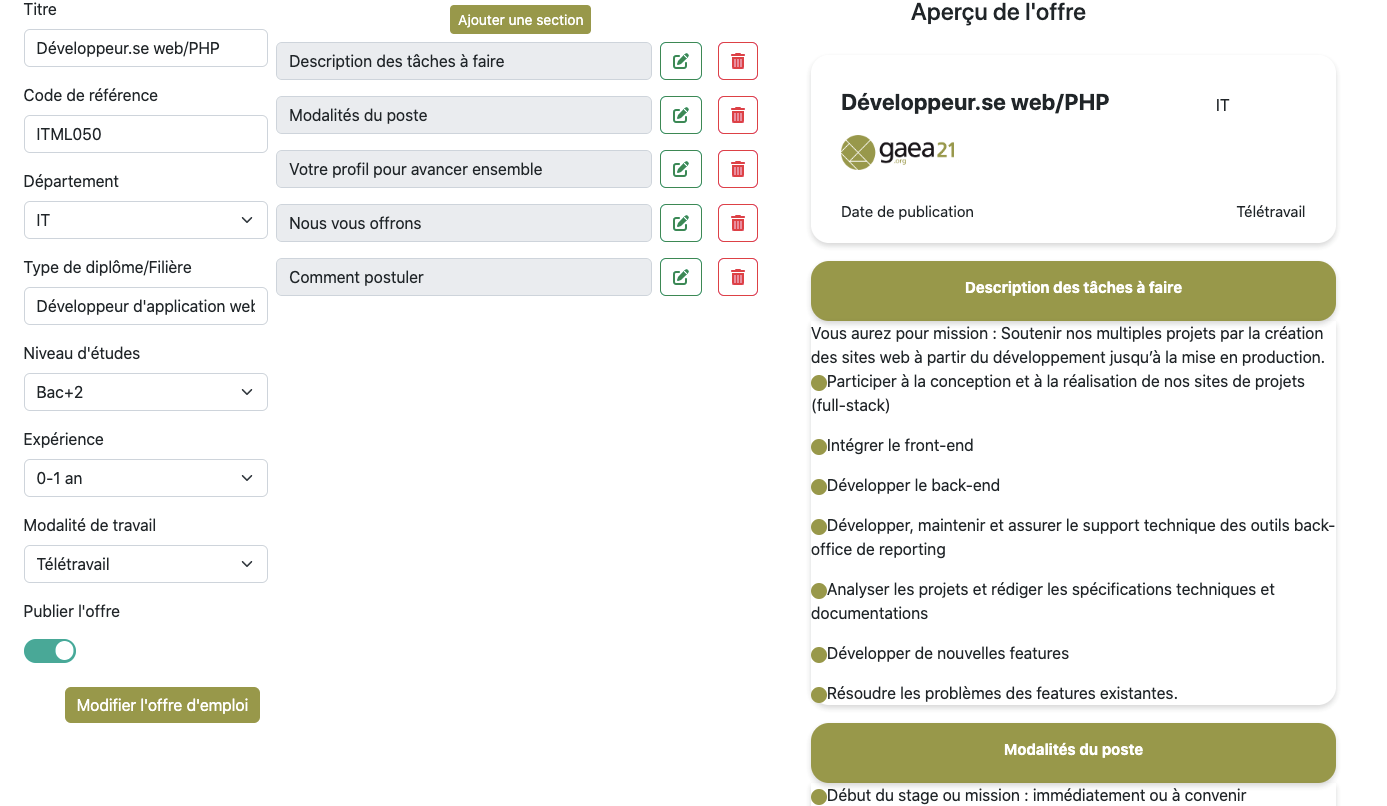 Titre
Développeur.se web/PHP
Code de référence
ITML050
Département
IT
Type de diplôme/Filière
Développeur d'application web
Niveau d'études
Bac+2
Expérience
0-1 an
Modalité de travail
Télétravail
Publier l'offre
Modifier l'offre d'emploi
Ajouter une section
Description des tâches à faire
Modalités du poste
Votre profil pour avancer ensemble
Nous vous offrons
Comment postuler
Aperçu de l'offre
Développeur.se web/PHP
IT
gaea21
.org
Date de publication
Télétravail
Description des tâches à faire
Vous aurez pour mission : Soutenir nos multiples projets par la création
des sites web à partir du développement jusqu’à la mise en production.
Participer à la conception et à la réalisation de nos sites de projets
(full-stack)
Intégrer le front-end
Développer le back-end
Développer, maintenir et assurer le support technique des outils back-
office de reporting
Analyser les projets et rédiger les spécifications techniques et
documentations
Développer de nouvelles features
Résoudre les problèmes des features existantes.
Modalités du poste
Début du stage ou mission : immédiatement ou à convenir